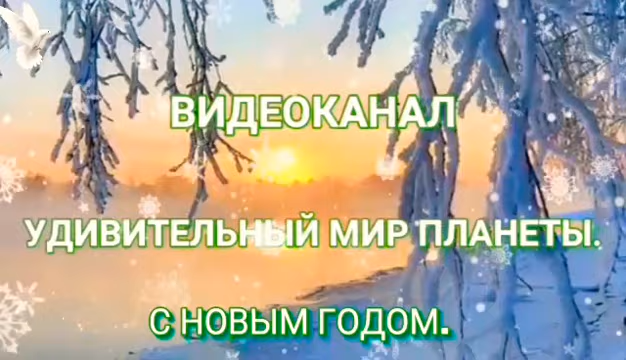 ВИДЕОКАНАЛ
УДИВИТЕЛЬНЫЙ МИР ПЛАНЕТЫ.
С НОВЫМ ГОДОМ.